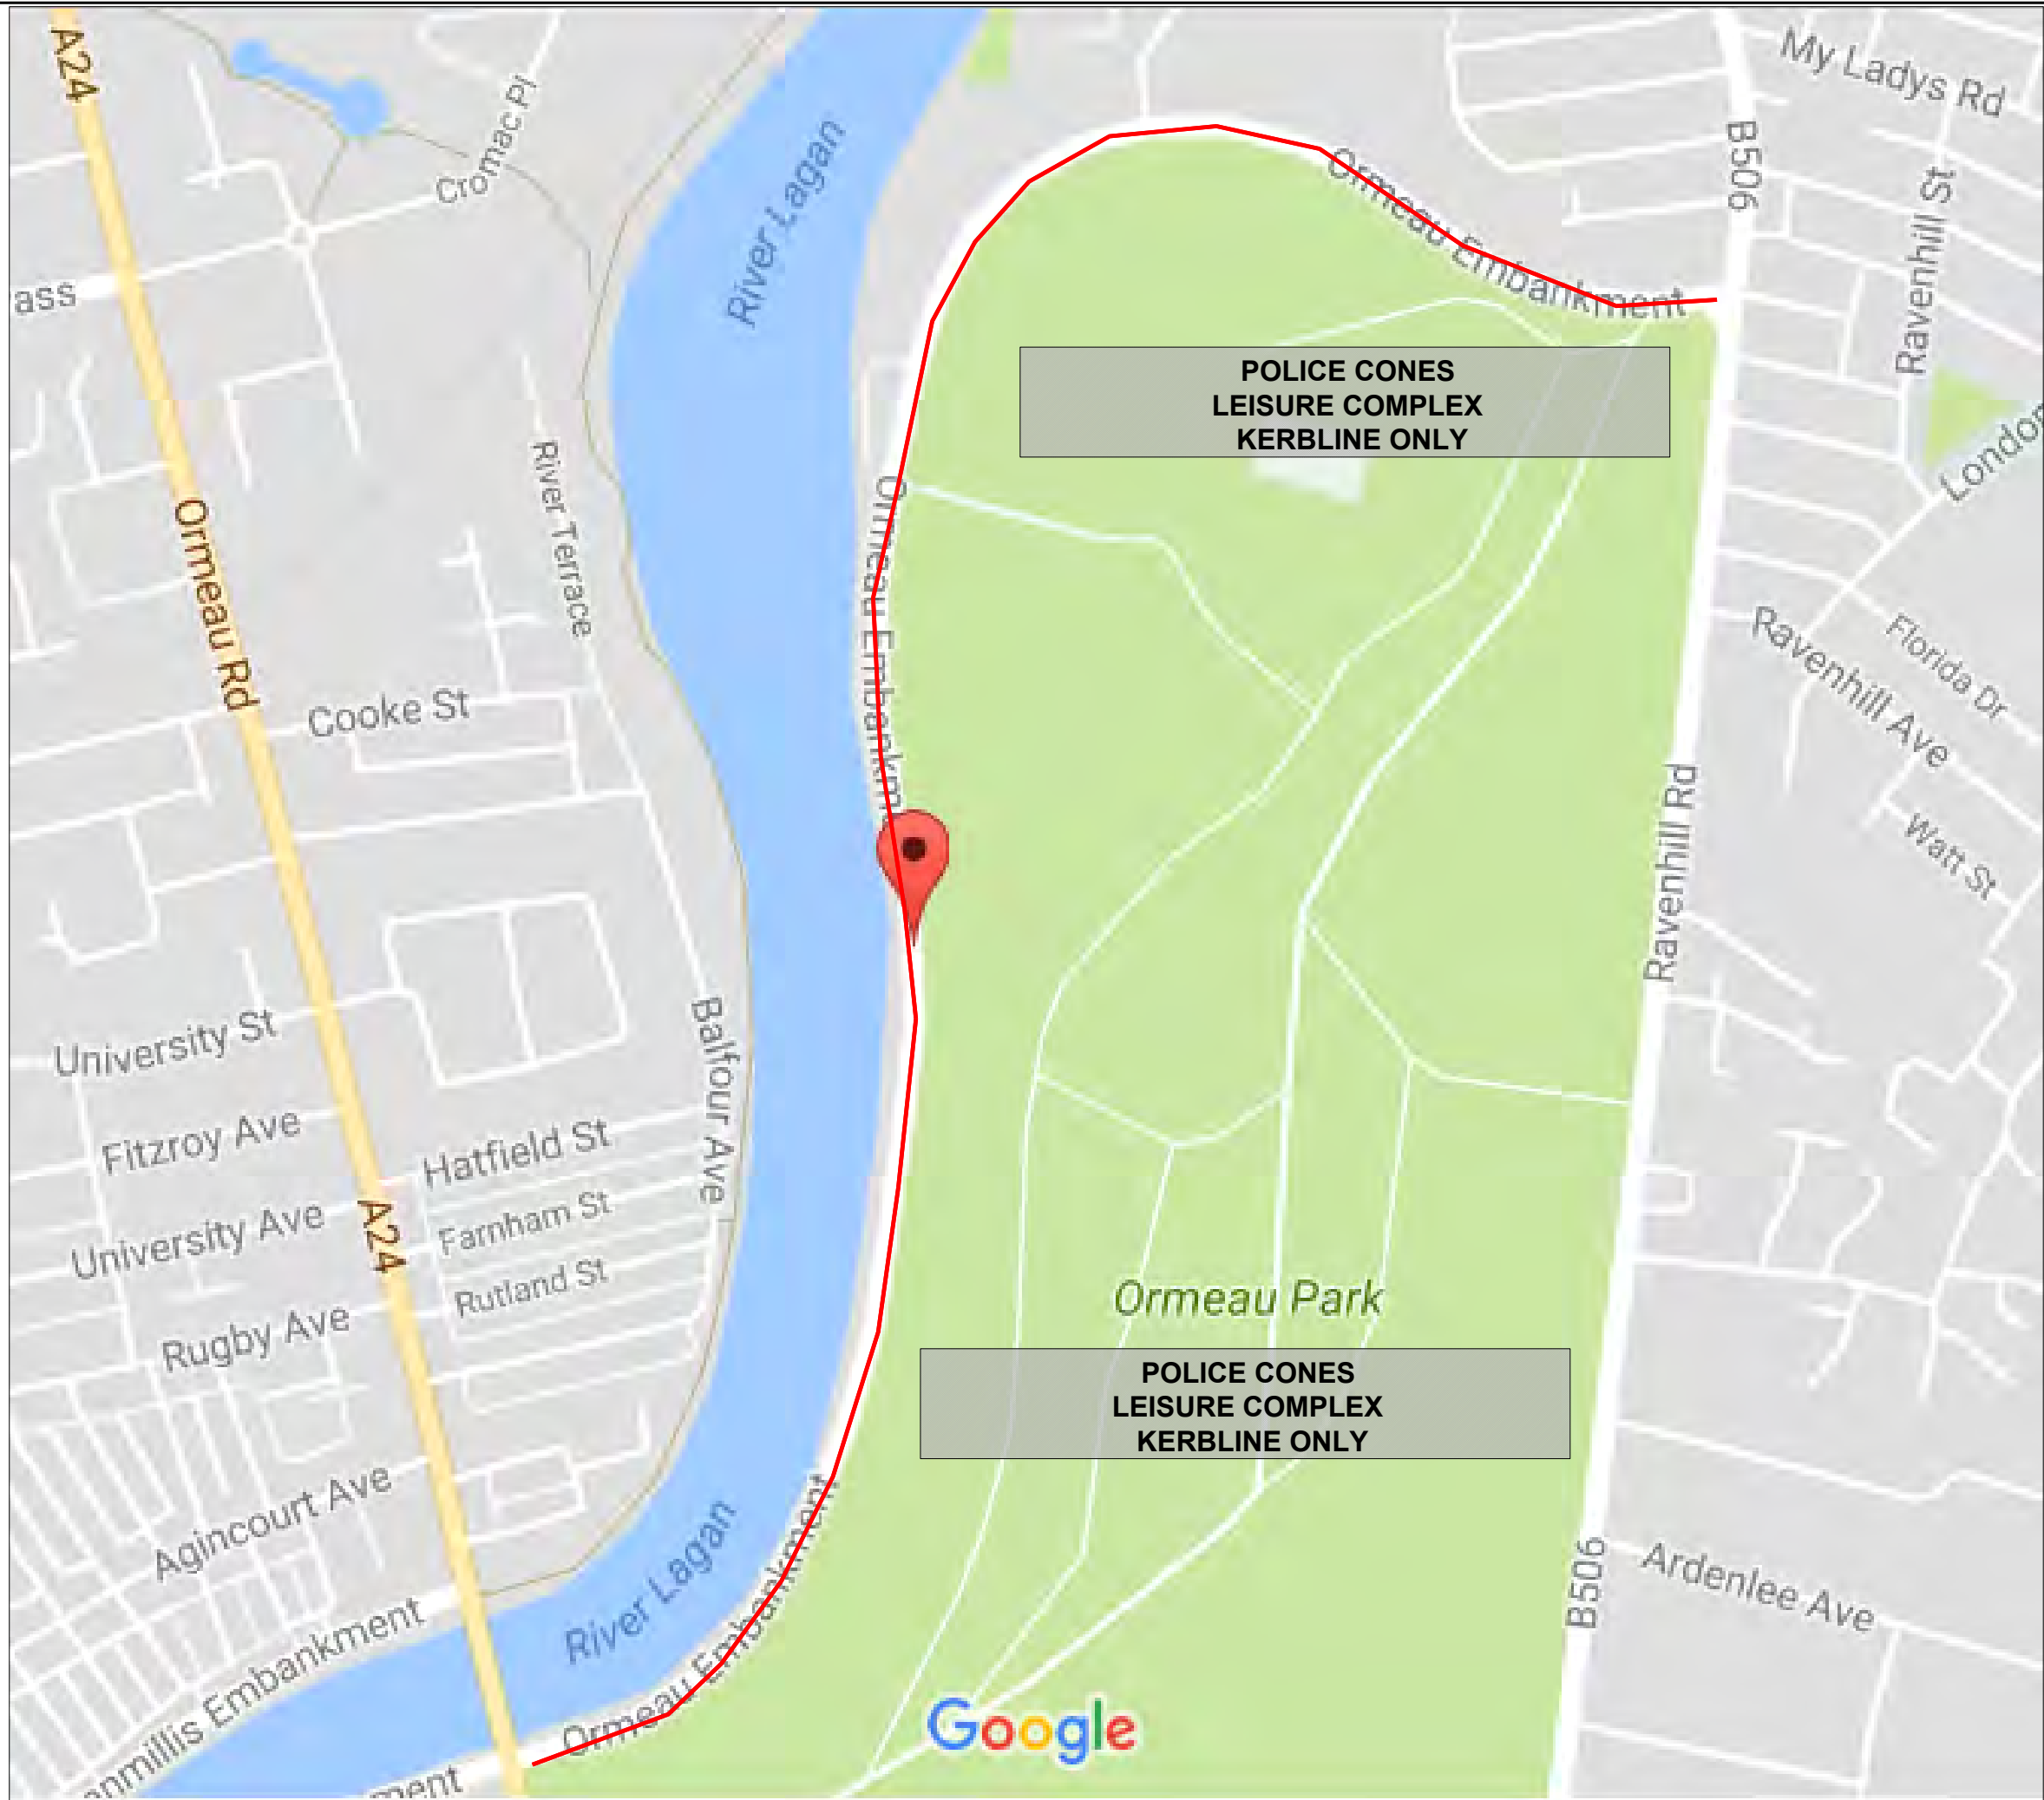 A24
My Ladys Rd
Cromac Pl
B506
River Lagan
Ormeau Embankment
Ravenhill St
ass
POLICE CONES
LEISURE COMPLEX
KERBLINE ONLY
London
River Terrace
Ormeau Rd
Ormeau Embankm
Florida Dr
Ravenhill Ave
Cooke St
Watt St
Ravenhill Rd
University St
Balfour Ave
Fitzroy Ave
Hatfield St
University Ave
A24
Farnham St
Rutland St
Ormeau Park
Rugby Ave
POLICE CONES
LEISURE COMPLEX
KERBLINE ONLY
Agincourt Ave
River Lagan
Ormeau Embankment
B506
Ardenlee Ave
anmillis Embankment
Google
ment